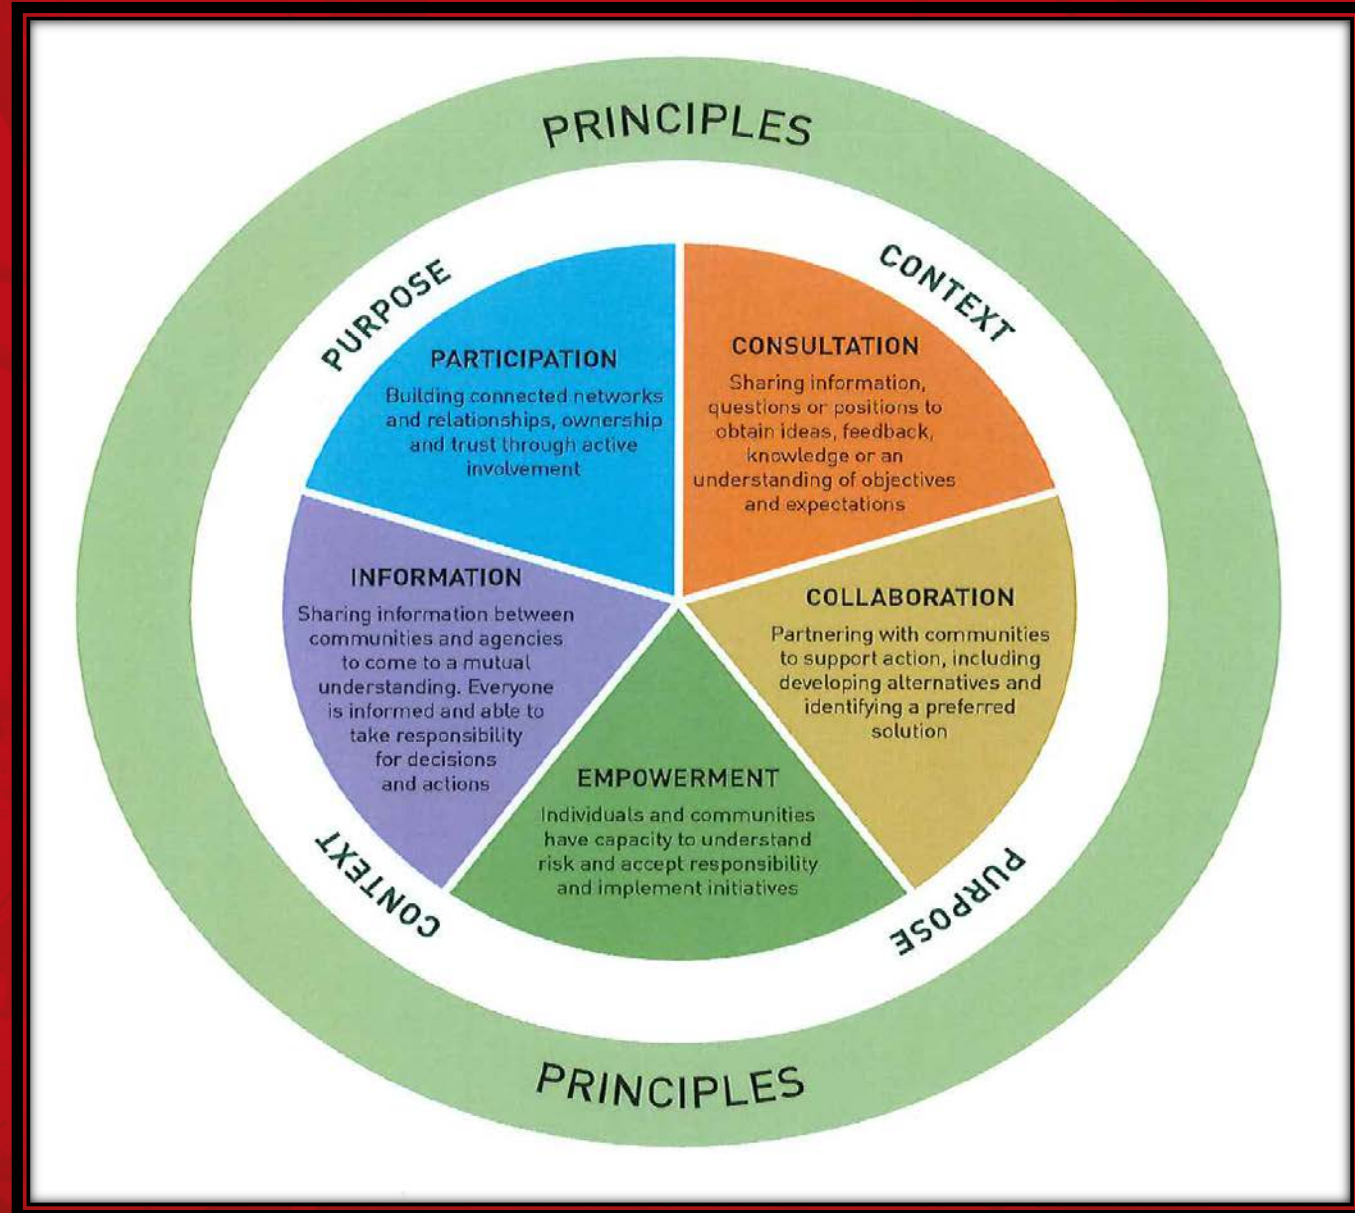 PRINCIPLES
PURPOSE
CONTEXT
PARTICIPATION
Building connected networks
and relationships, ownership
and trust through active
involvement
CONSULTATION
Sharing information,
questions or positions to
obtain ideas, feedback,
knowledge or an
understanding of objectives
and expectations
INFORMATION
Sharing information between
communities and agencies
to come to a mutual
understanding. Everyone
is informed and able to
take responsibility
for decisions
and actions
COLLABORATION
Partnering with communities
to support action, including
developing alternatives and
identifying a preferred
solution
EMPOWERMENT
Individuals and communities
have capacity to understand
risk and accept responsibility
and implement initiatives
CONTEXT
PURPOSE
PRINCIPLES